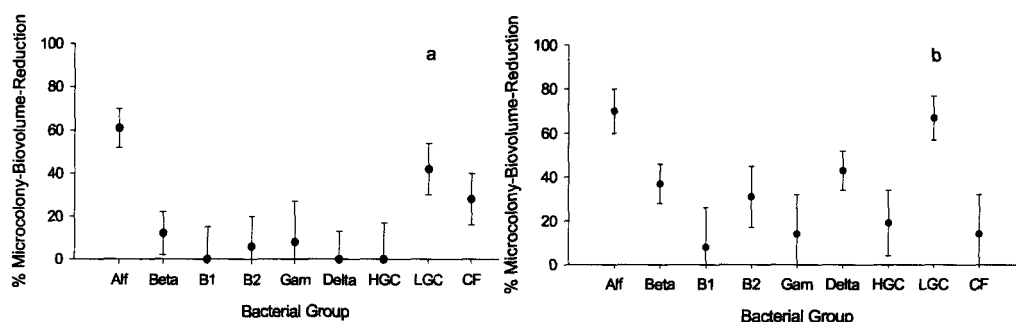 % Microcolony-Biovolume-Reduction
100
80
60
40
20
0
a
Alf Beta B1 B2 Gam Delta HGC LGC CF
Bacterial Group
% Microcolony-Biovolume-Reduction
100
80
60
40
20
0
b
Alf Beta B1 B2 Gam Delta HGC LGC CF
Bacterial Group